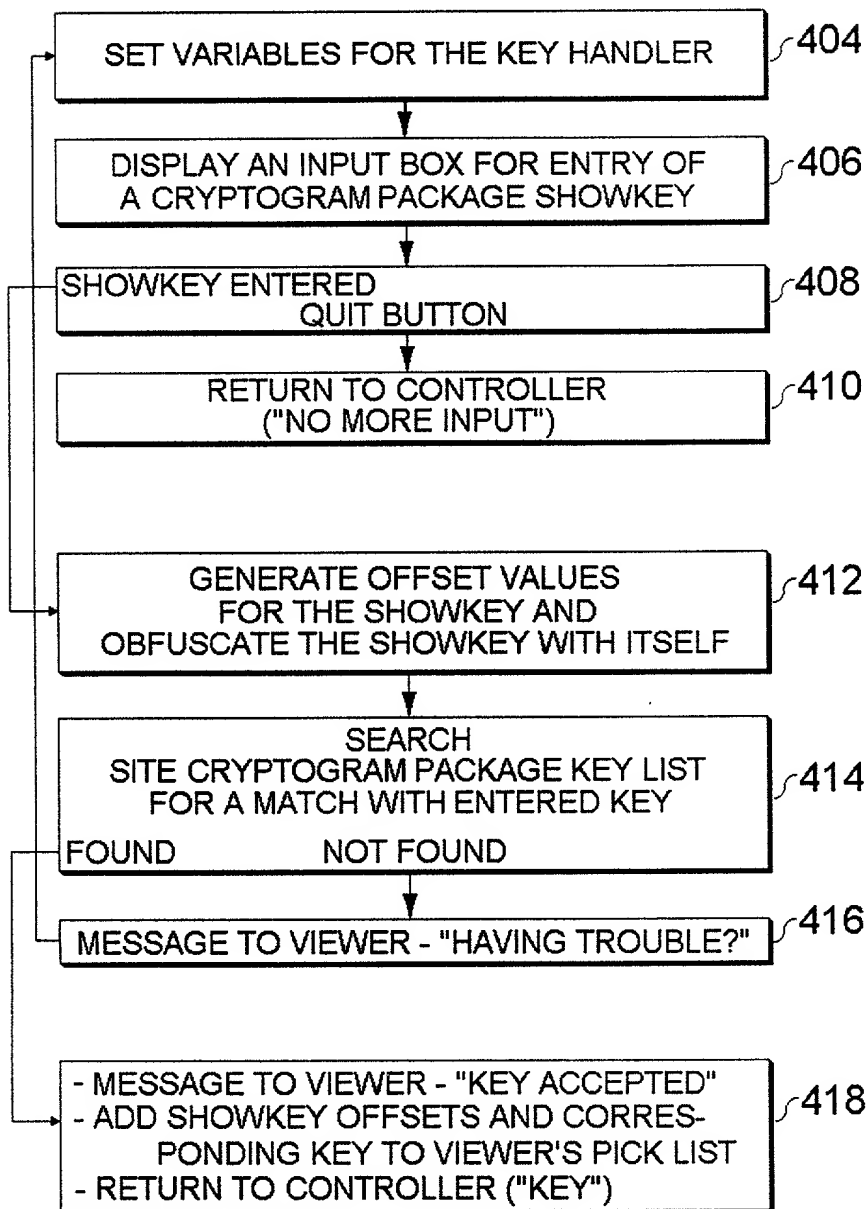 SET VARIABLES FOR THE KEY HANDLER
404
DISPLAY AN INPUT BOX FOR ENTRY OF
A CRYPTOGRAM PACKAGE SHOWKEY
406
SHOWKEY ENTERED
QUIT BUTTON
408
RETURN TO CONTROLLER
("NO MORE INPUT")
410
GENERATE OFFSET VALUES
FOR THE SHOWKEY AND
OBFUSCATE THE SHOWKEY WITH ITSELF
412
SEARCH
SITE CRYPTOGRAM PACKAGE KEY LIST
FOR A MATCH WITH ENTERED KEY
FOUND NOT FOUND
414
MESSAGE TO VIEWER - "HAVING TROUBLE?"
416
- MESSAGE TO VIEWER - "KEY ACCEPTED"
- ADD SHOWKEY OFFSETS AND CORRES-
PONDING KEY TO VIEWER'S PICK LIST
- RETURN TO CONTROLLER ("KEY")
418